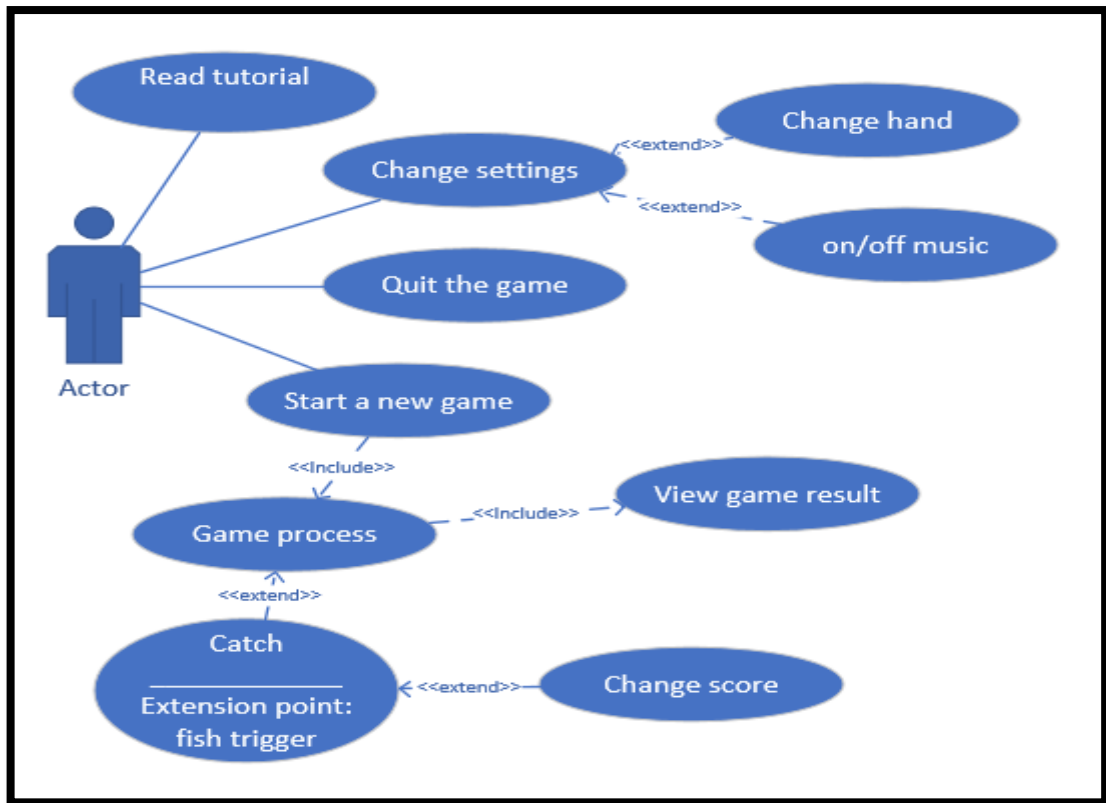 Read tutorial
Change hand
<<extend>>
Change settings
<<extend>>
on/off music
Quit the game
Actor
Start a new game
<<Include>>
View game result
<<Include>>
Game process
<<extend>>
Catch
Extension point:
fish trigger
<<extend>>
Change score